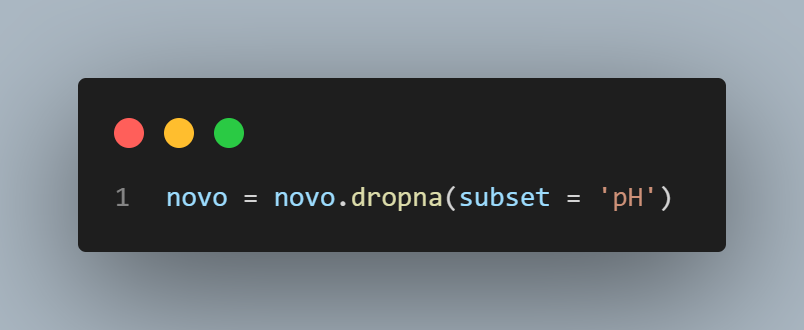 1 novo = novo.dropna(subset = 'pH')